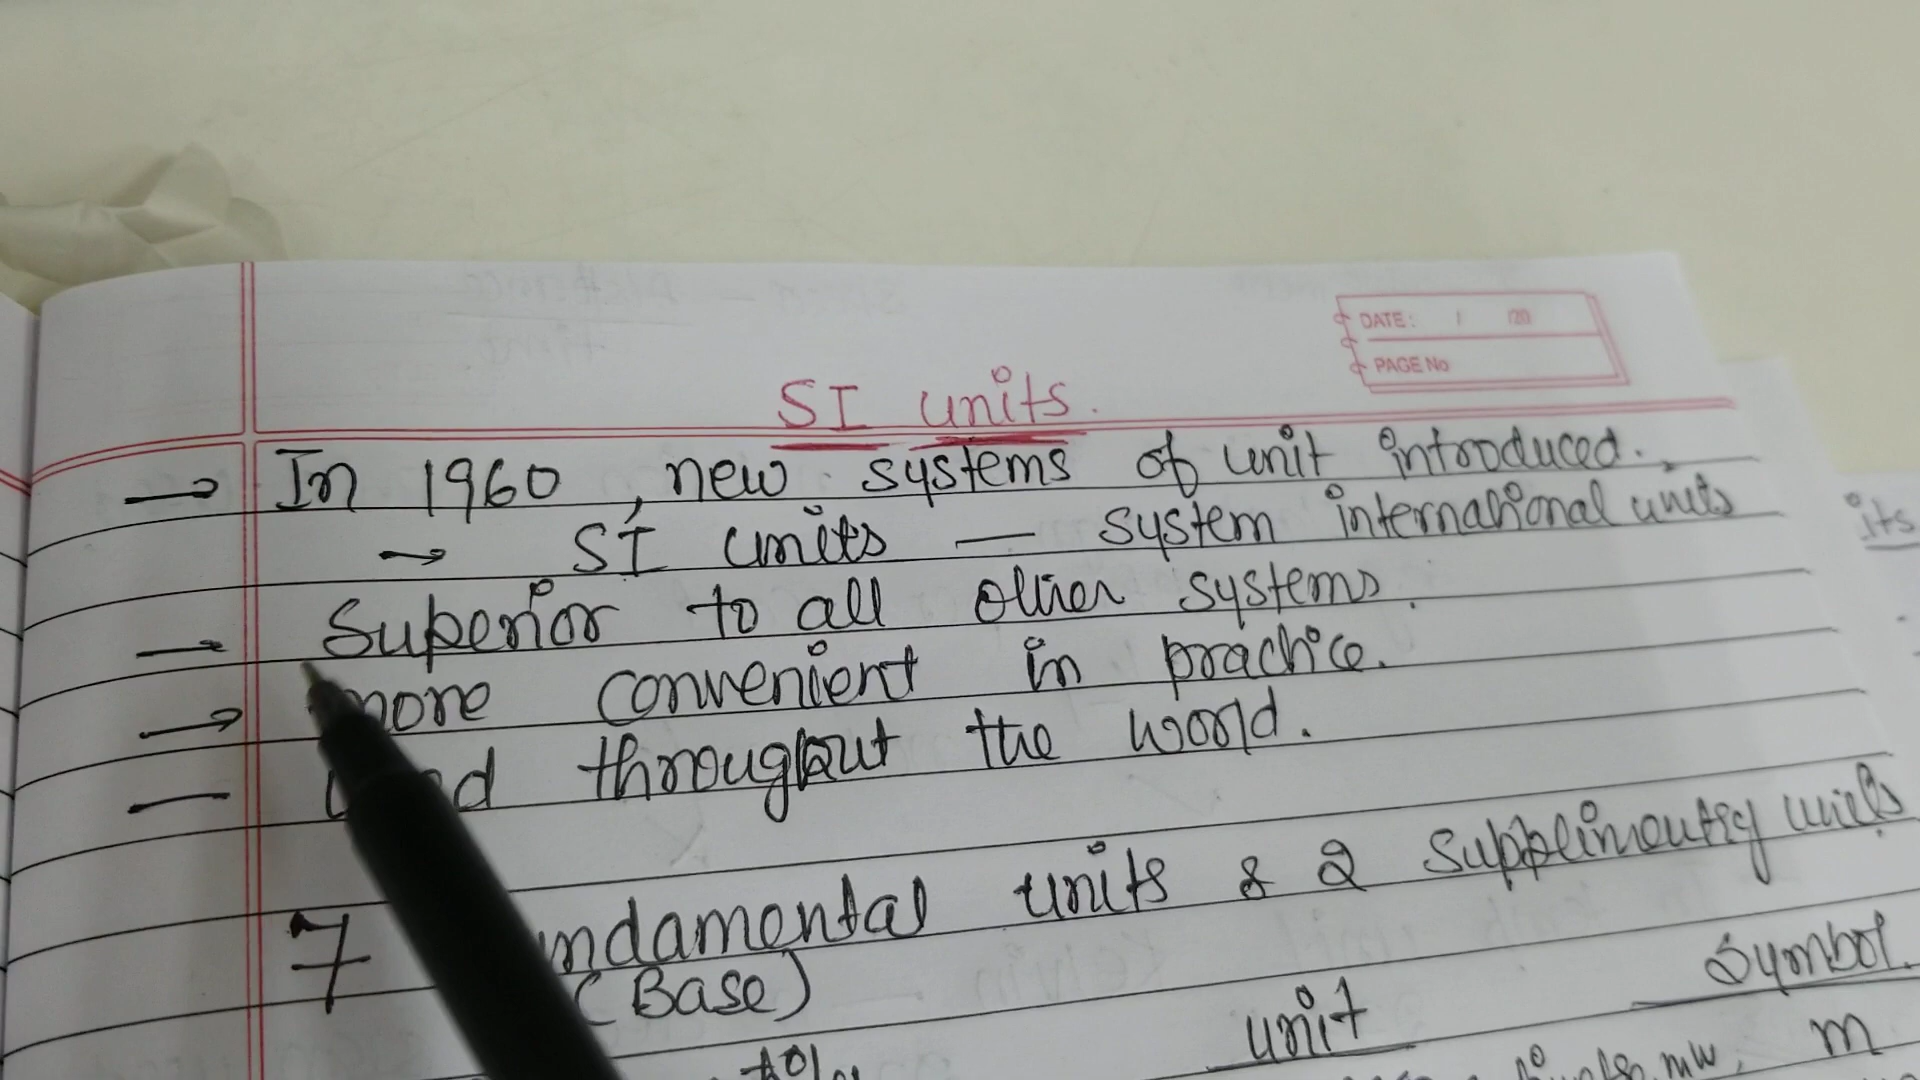 DATE: / /20
PAGE No
SI units.
→ In 1960, new systems of unit introduced.
→ SI units — system international units
→ Superior to all other systems.
→ more convenient in practice.
— throughout the world.
7 ndamental units & 2 supplimentry units
(Base)
Symbol.
unit
m
its